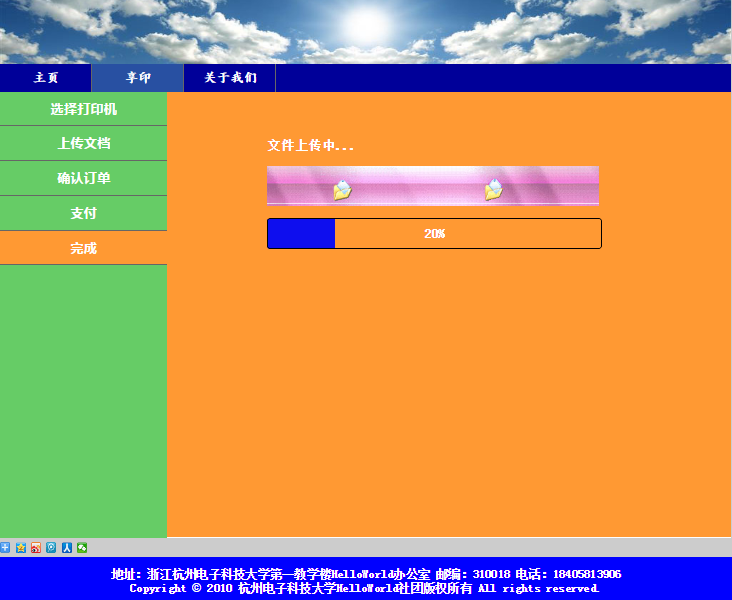 主页 享印 关于我们
选择打印机
上传文档
确认订单
支付
完成
文件上传中...
20%
地址：浙江杭州电子科技大学第一教学楼HelloWorld办公室 邮编：310018 电话：18405813906
Copyright © 2010 杭州电子科技大学HelloWorld社团版权所有 All rights reserved.